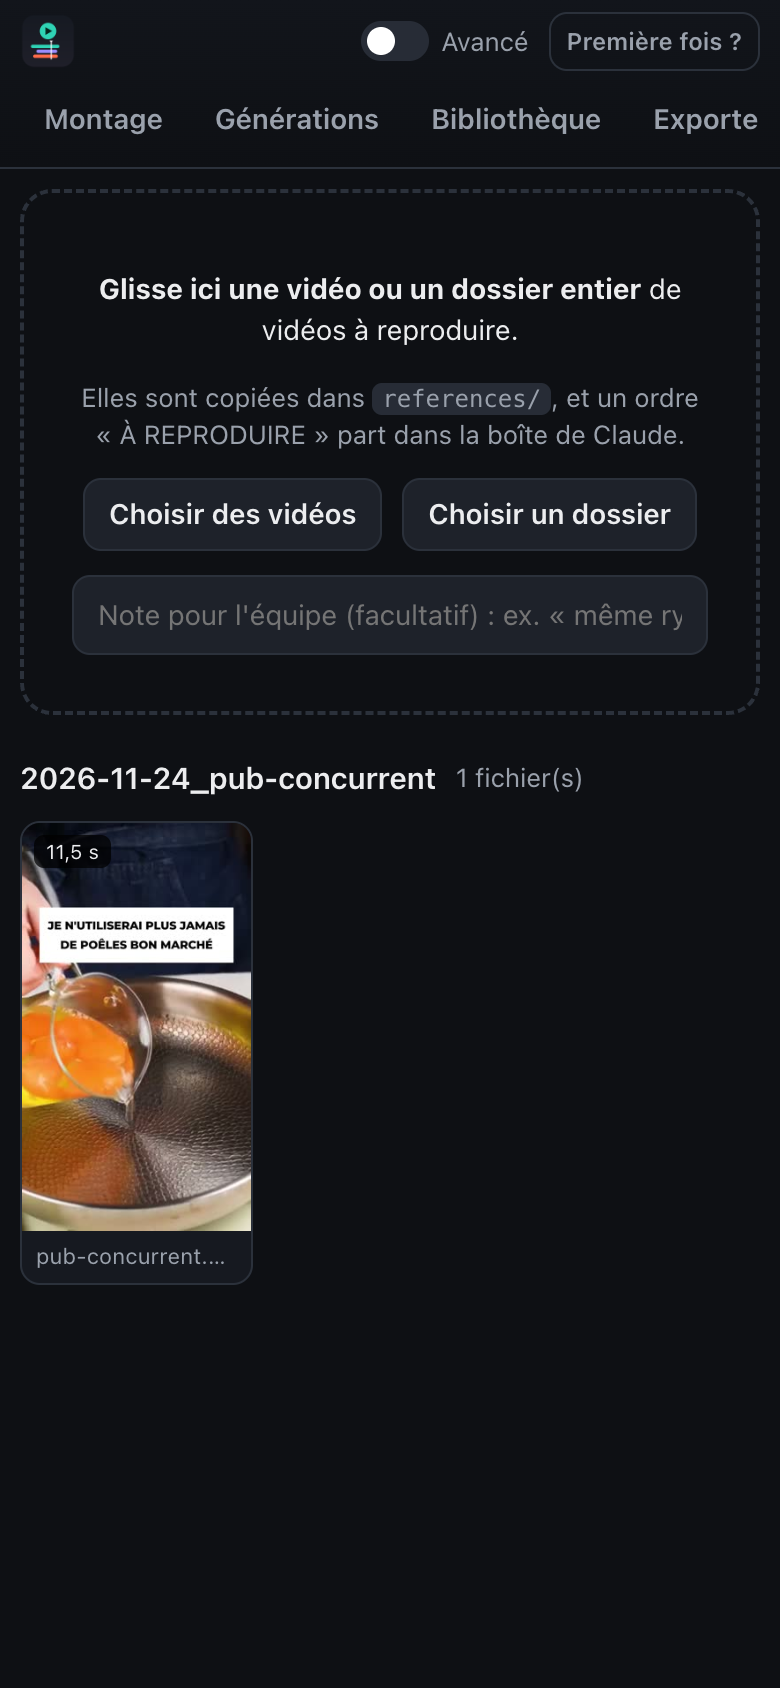 Avancé
Première fois ?
Montage Générations Bibliothèque Exporte
Glisse ici une vidéo ou un dossier entier de
vidéos à reproduire.
Elles sont copiées dans references/, et un ordre
« À REPRODUIRE » part dans la boîte de Claude.
Choisir des vidéos Choisir un dossier
Note pour l'équipe (facultatif) : ex. « même ry
2026-11-24_pub-concurrent 1 fichier(s)
11,5 s
JE N'UTILISERAI PLUS JAMAIS
DE POÊLES BON MARCHÉ
pub-concurrent....